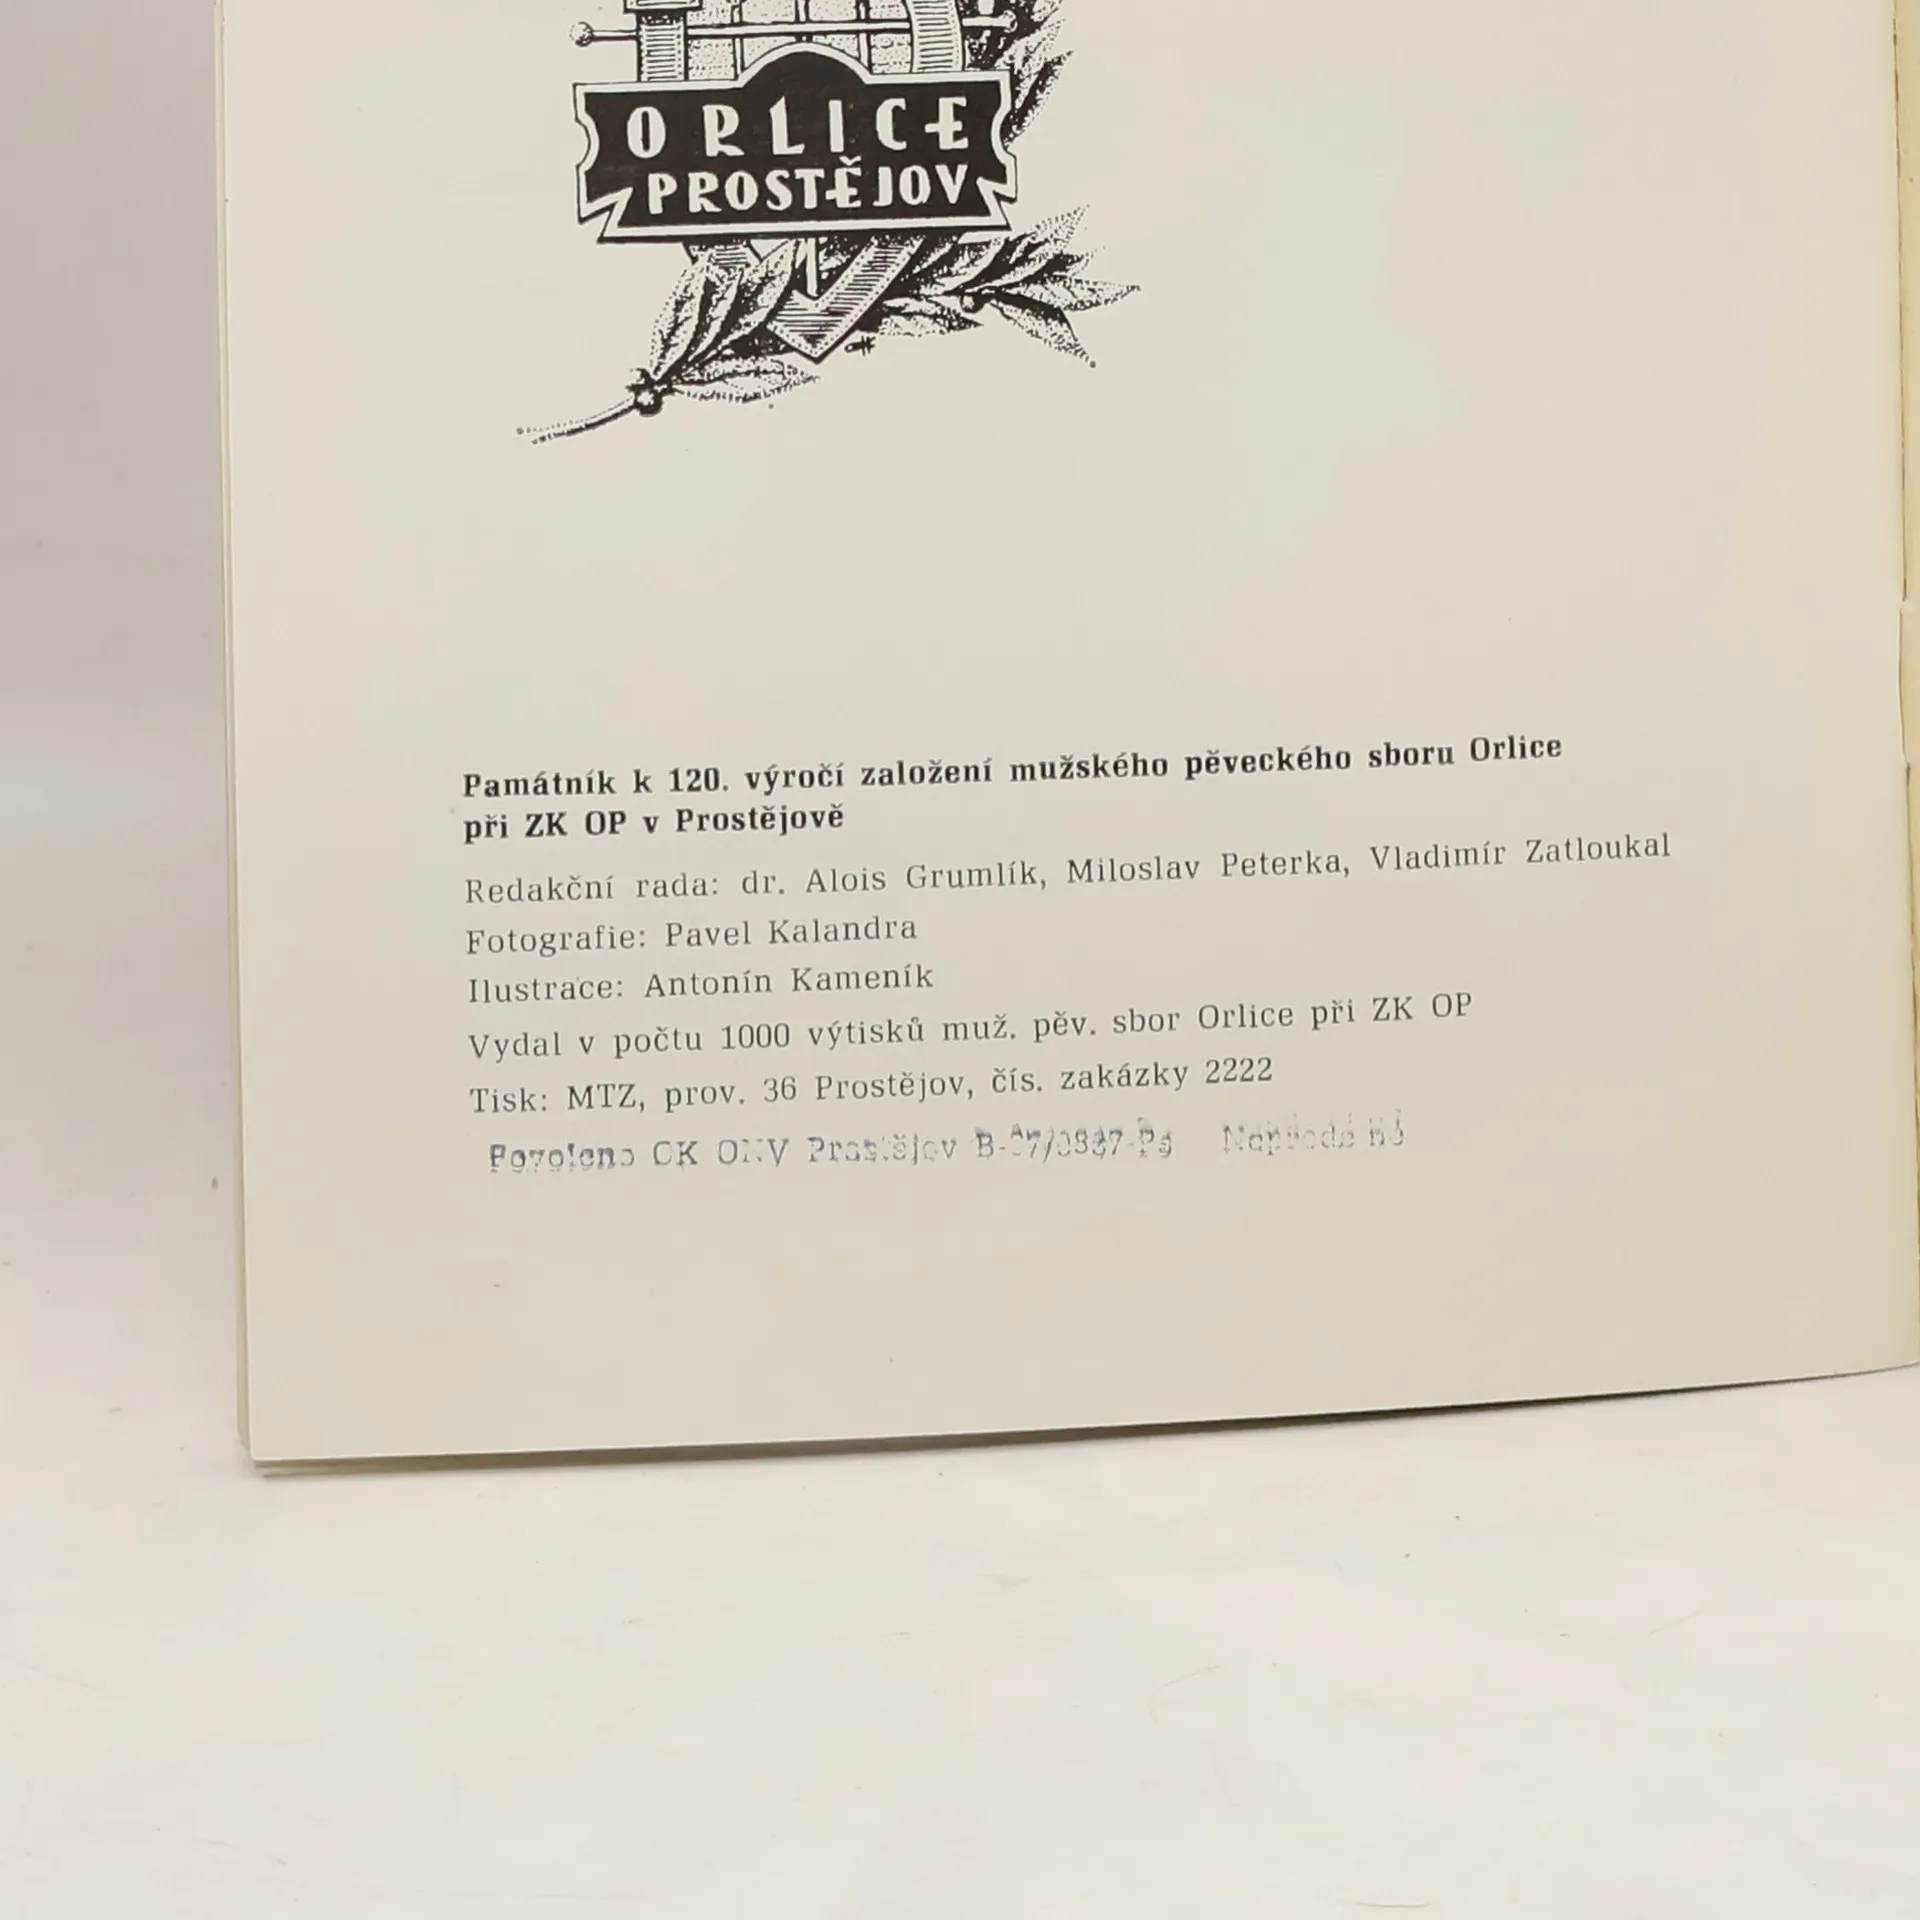 ORLICE
PROSTĚJOV
Památník k 120. výročí založení mužského pěveckého sboru Orlice
při ZK OP v Prostějově
Redakční rada: dr. Alois Grumlík, Miloslav Peterka, Vladimír Zatloukal
Fotografie: Pavel Kalandra
Ilustrace: Antonín Kameník
Vydal v počtu 1000 výtisků muž. pěv. sbor Orlice při ZK OP
Tisk: MTZ, prov. 36 Prostějov, čís. zakázky 2222
Povoleno OK ONV Prostějov